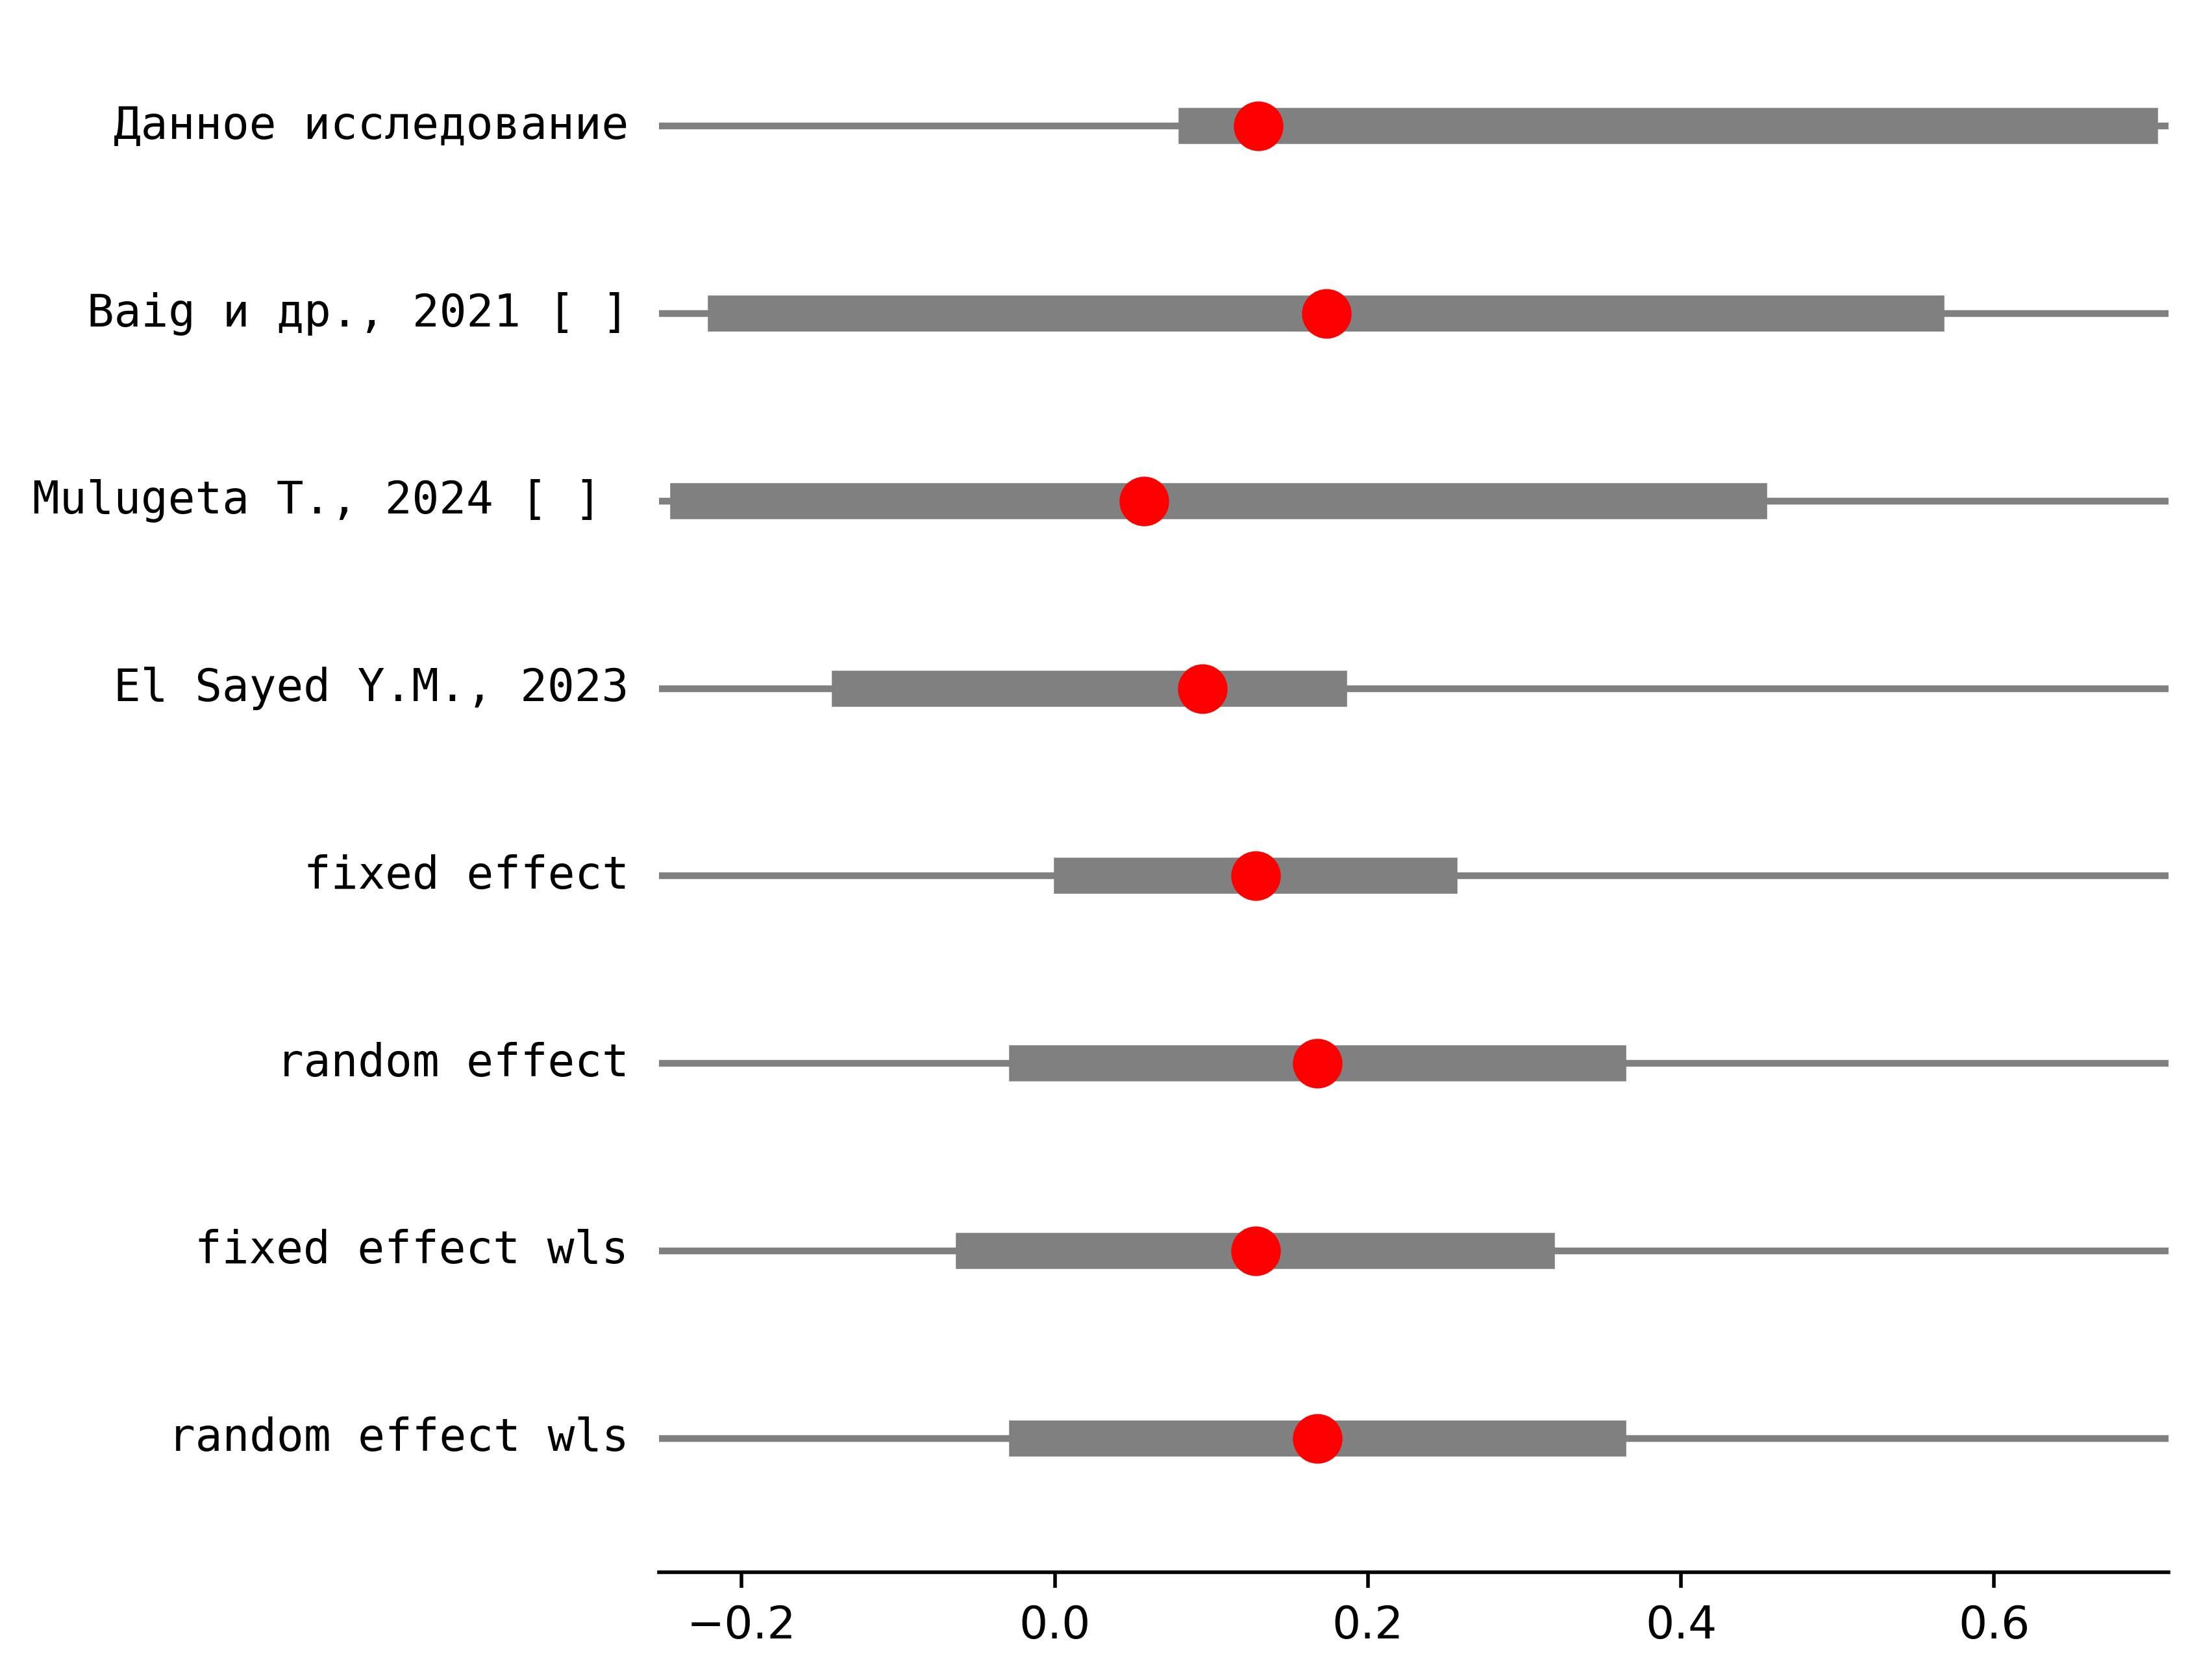 Данное исследование
Baig и др., 2021 [ ]
Mulugeta T., 2024 [ ]
El Sayed Y.M., 2023
fixed effect
random effect
fixed effect wls
random effect wls
−0.2 0.0 0.2 0.4 0.6